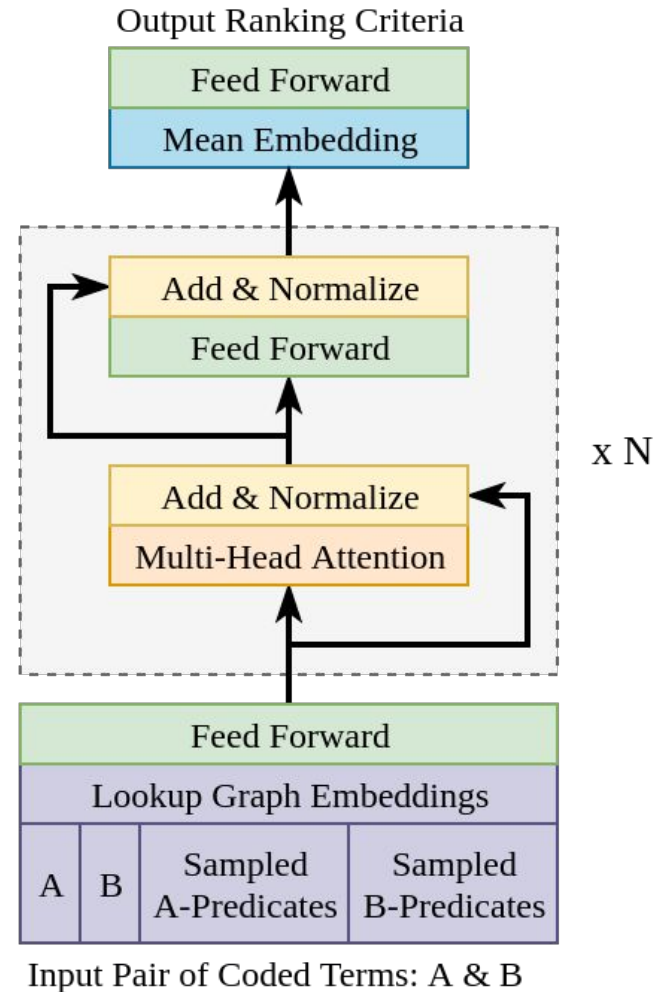 Output Ranking Criteria
Feed Forward
Mean Embedding
Add & Normalize
Feed Forward
x N
Add & Normalize
Multi-Head Attention
Feed Forward
Lookup Graph Embeddings
A
B
Sampled
A-Predicates
Sampled
B-Predicates
Input Pair of Coded Terms: A & B